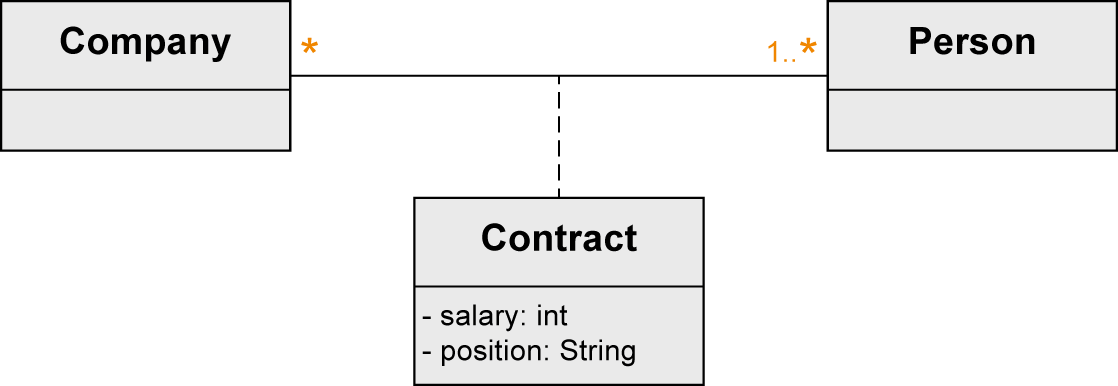 Company
*
1..*
Person
Contract
- salary: int
- position: String